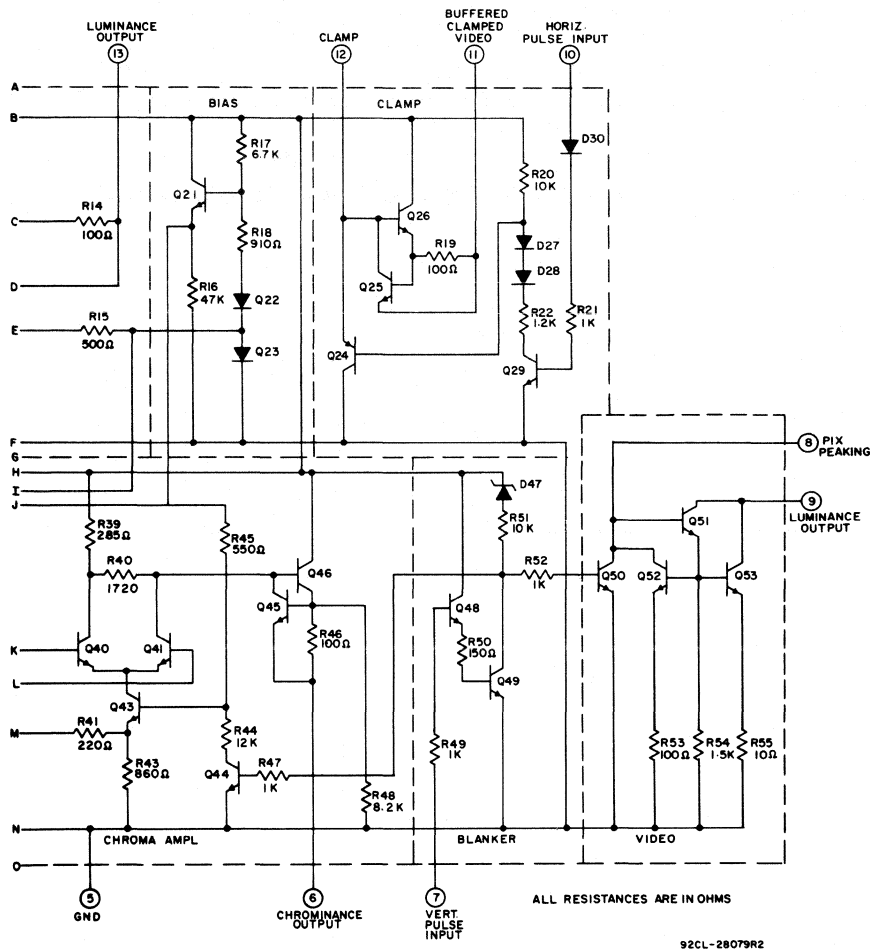 LUMINANCE
OUTPUT
13
CLAMP
12
BUFFERED
CLAMPED
VIDEO
11
HORIZ.
PULSE INPUT
10
A
BIAS
CLAMP
B
R17
6.7K
D30
R20
10K
Q21
R14
100Ω
C
Q26
R18
910Ω
R19
100Ω
D27
D28
D
R16
47K
Q22
Q25
R22
1.2K
R21
1K
E
R15
500Ω
Q23
Q24
Q29
F
G
H
I
J
8 PIX
PEAKING
D47
9
LUMINANCE
OUTPUT
R39
285Ω
R45
550Ω
R51
10K
Q51
R40
1720
Q46
R52
1K
Q50
Q52
Q53
Q45
Q48
R46
100Ω
R50
150Ω
K
Q40
Q41
L
Q49
Q43
M
R41
220Ω
R44
12K
R43
860Ω
Q44
R47
1K
R48
8.2K
R49
1K
R53
100Ω
R54
1.5K
R55
10Ω
N
CHROMA AMPL
BLANKER
VIDEO
O
5
GND
6
CHROMINANCE
OUTPUT
7
VERT.
PULSE
INPUT
ALL RESISTANCES ARE IN OHMS
92CL-28079R2